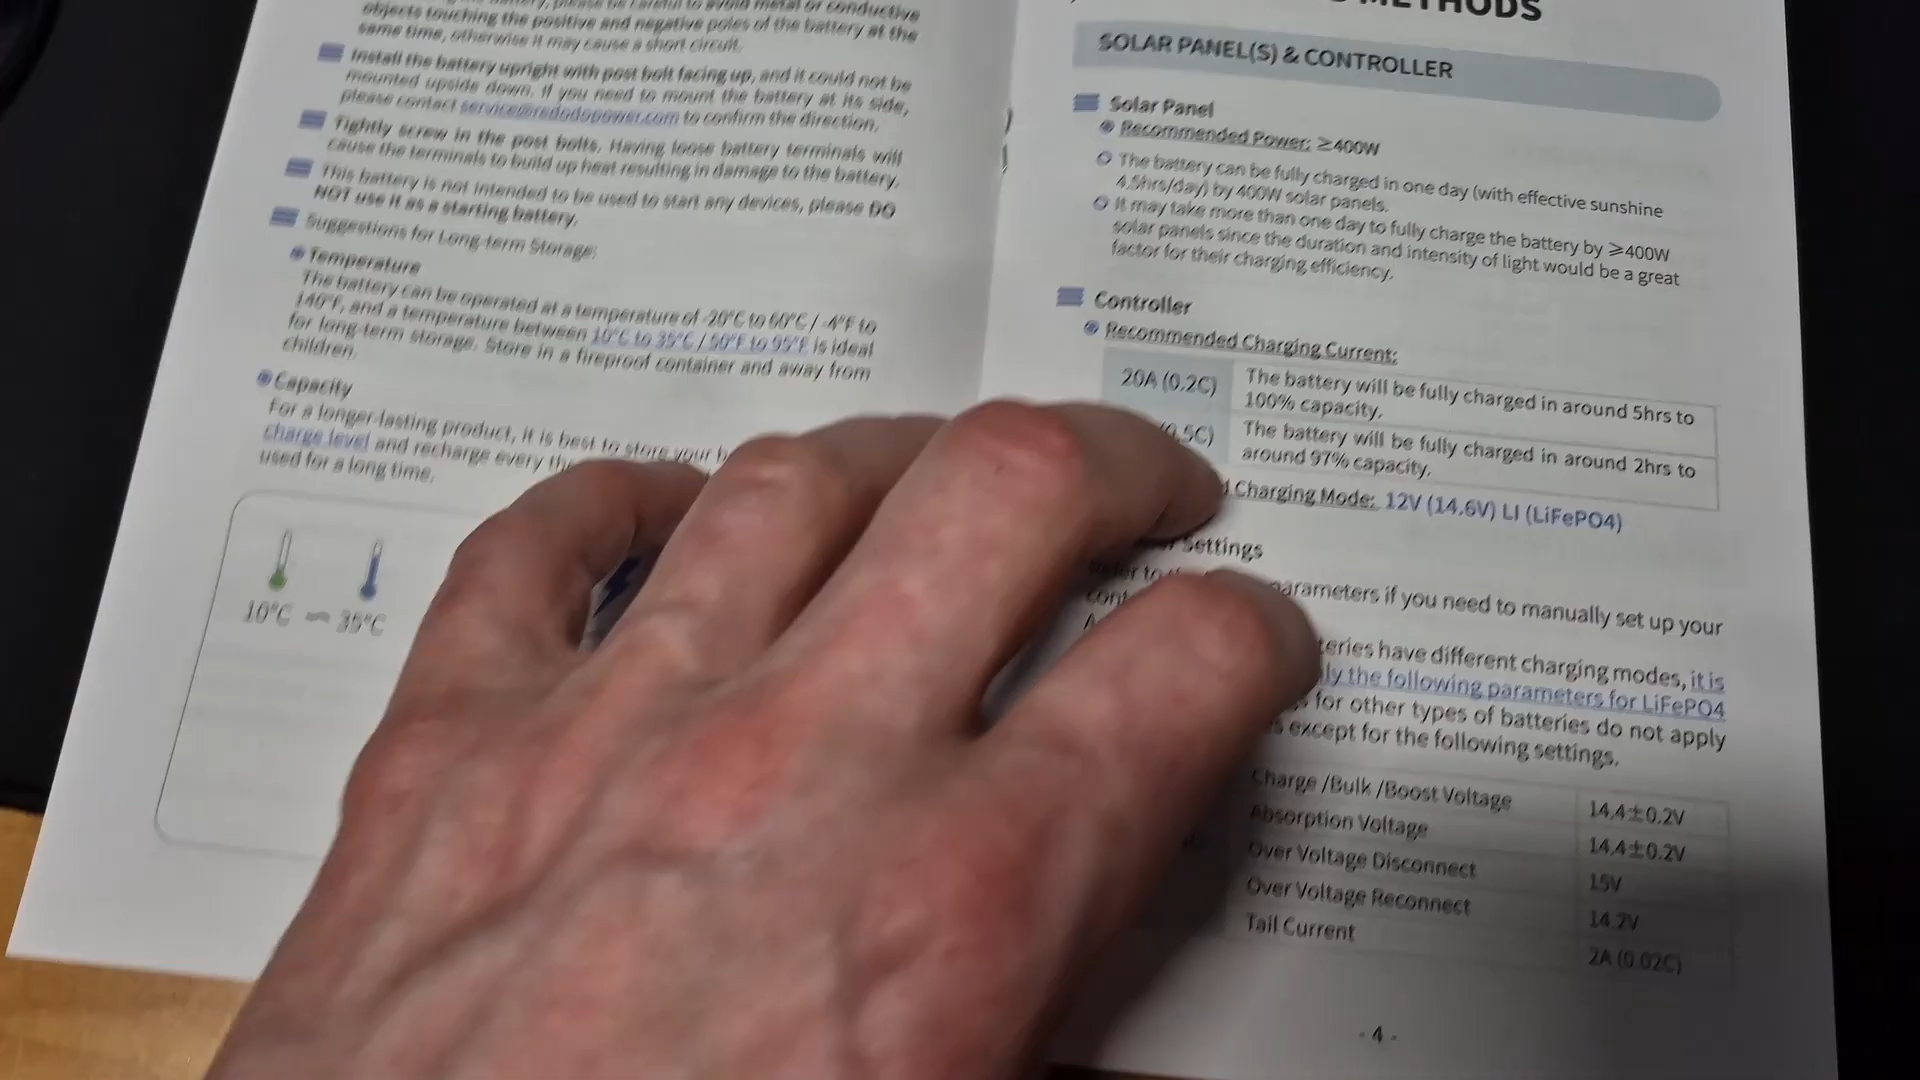 objects touching the positive and negative poles of the battery at the
same time, otherwise it may cause a short circuit.
Install the battery upright with post bolt facing up, and it could not be
mounted upside down. If you need to mount the battery at its side,
please contact service@redodopower.com to confirm the direction.
Tightly screw in the post bolts. Having loose battery terminals will
cause the terminals to build up heat resulting in damage to the battery.
This battery is not intended to be used to start any devices, please DO
NOT use it as a starting battery.
Suggestions for Long-term Storage:
Temperature
The battery can be operated at a temperature of -20°C to 60°C / -4°F to
140°F, and a temperature between 10°C to 35°C / 50°F to 95°F is ideal
for long-term storage. Store in a fireproof container and away from
children.
Capacity
For a longer-lasting product, it is best to store your
charge level and recharge every
used for a long time.
10°C ~ 35°C
METHODS
SOLAR PANEL(S) & CONTROLLER
Solar Panel
Recommended Power: ≥400W
The battery can be fully charged in one day (with effective sunshine
4.5hrs/day) by 400W solar panels.
It may take more than one day to fully charge the battery by ≥400W
solar panels since the duration and intensity of light would be a great
factor for their charging efficiency.
Controller
Recommended Charging Current:
20A (0.2C) The battery will be fully charged in around 5hrs to
100% capacity.
(0.5C) The battery will be fully charged in around 2hrs to
around 97% capacity.
Charging Mode: 12V (14.6V) LI (LiFePO4)
Settings
parameters if you need to manually set up your
have different charging modes, it is
the following parameters for LiFePO4
for other types of batteries do not apply
except for the following settings.
Charge /Bulk /Boost Voltage 14.4±0.2V
Absorption Voltage 14.4±0.2V
Over Voltage Disconnect 15V
Over Voltage Reconnect 14.2V
Tail Current 2A (0.02C)
- 4 -